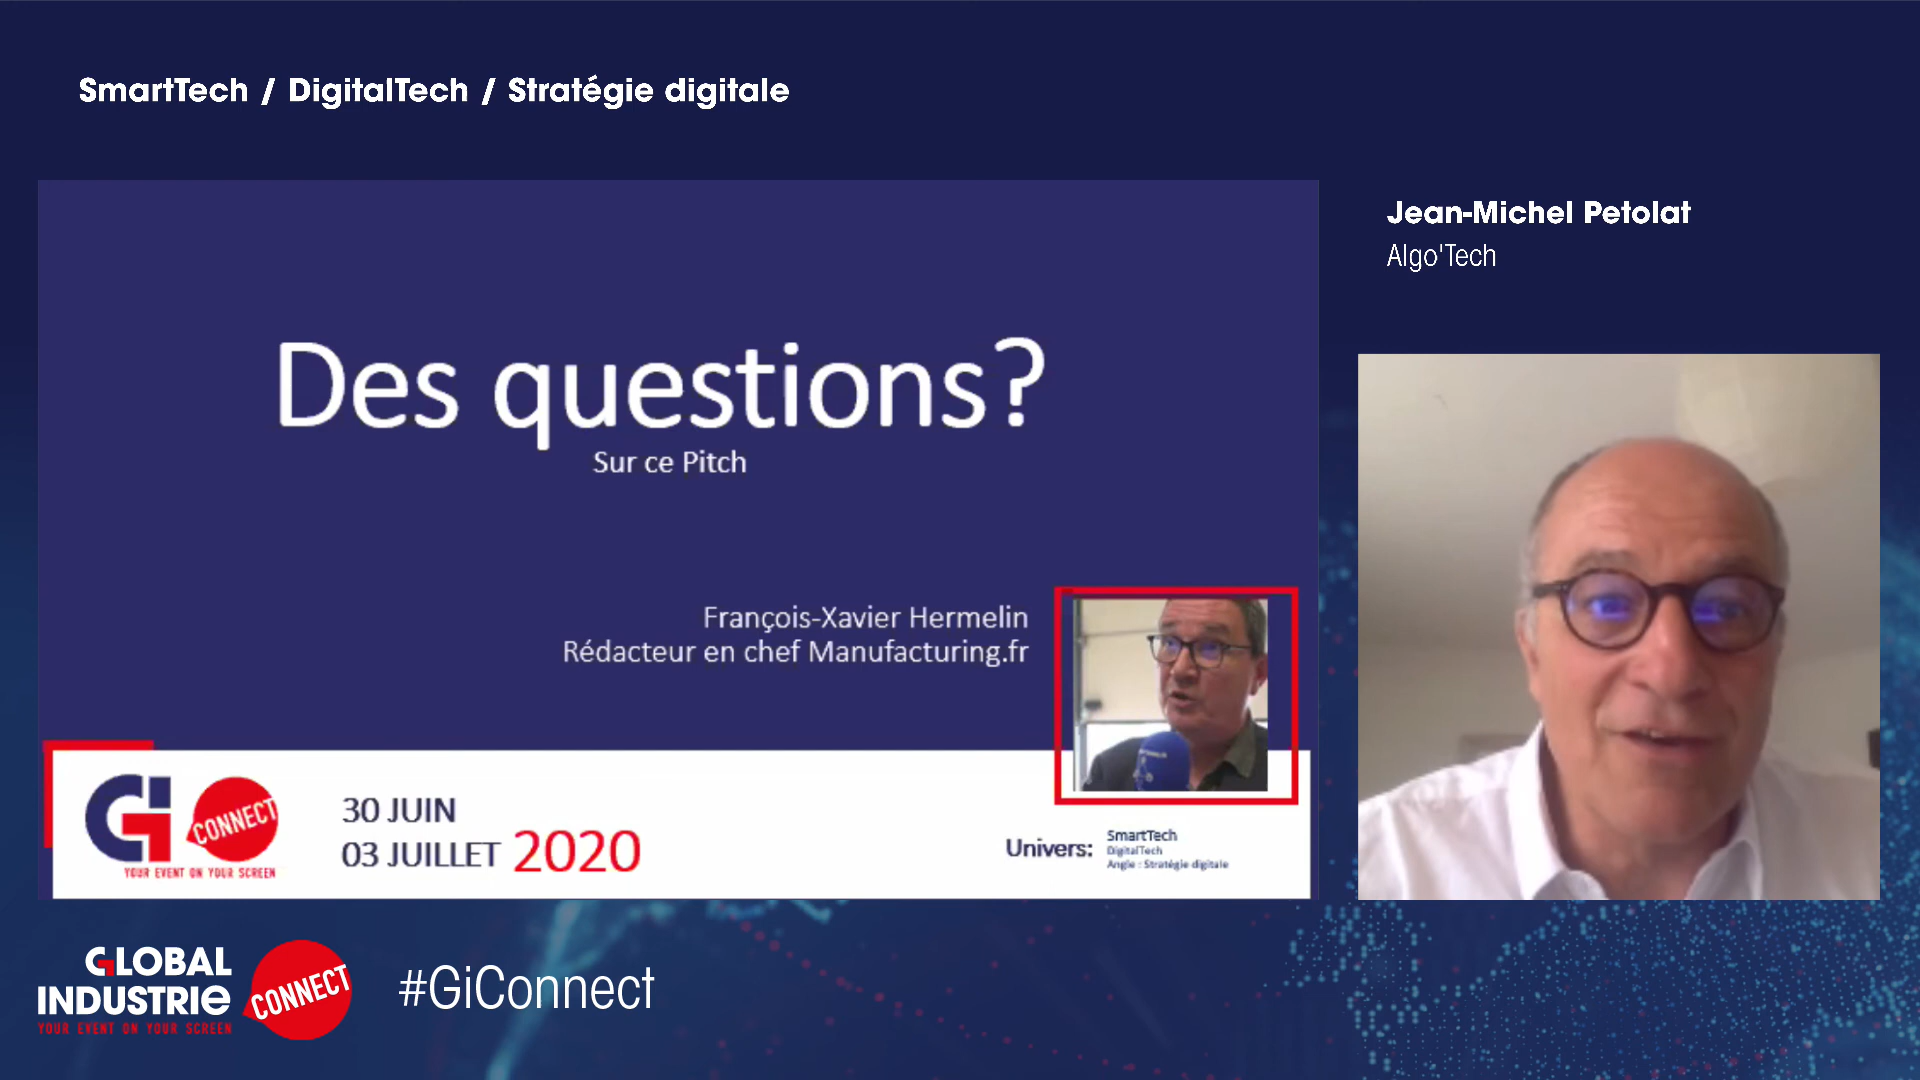 SmartTech / DigitalTech / Stratégie digitale
Jean-Michel Petolat
Algo'Tech
Des questions?
Sur ce Pitch
François-Xavier Hermelin
Rédacteur en chef Manufacturing.fr
GI CONNECT
YOUR EVENT ON YOUR SCREEN
30 JUIN
03 JUILLET 2020
Univers:
SmartTech
DigitalTech
Angle : Stratégie digitale
GLOBAL
INDUSTRIE
CONNECT
YOUR EVENT ON YOUR SCREEN
#GiConnect